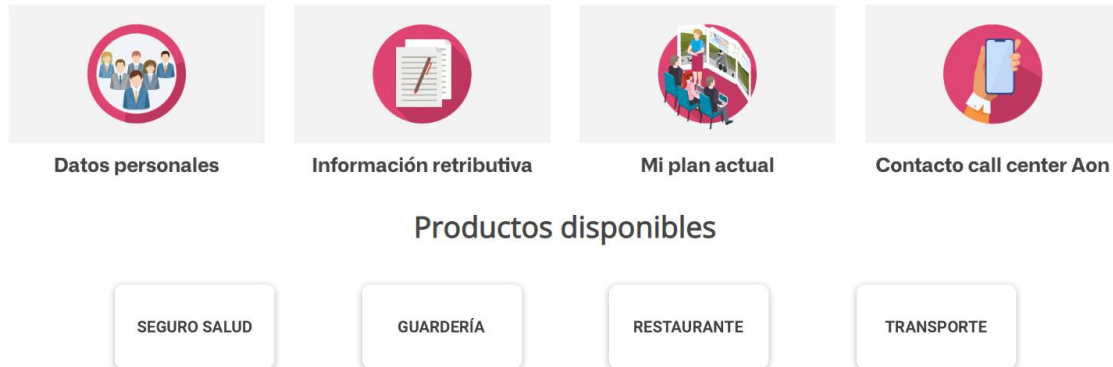 Datos personales
Información retributiva
Mi plan actual
Contacto call center Aon
Productos disponibles
SEGURO SALUD
GUARDERÍA
RESTAURANTE
TRANSPORTE